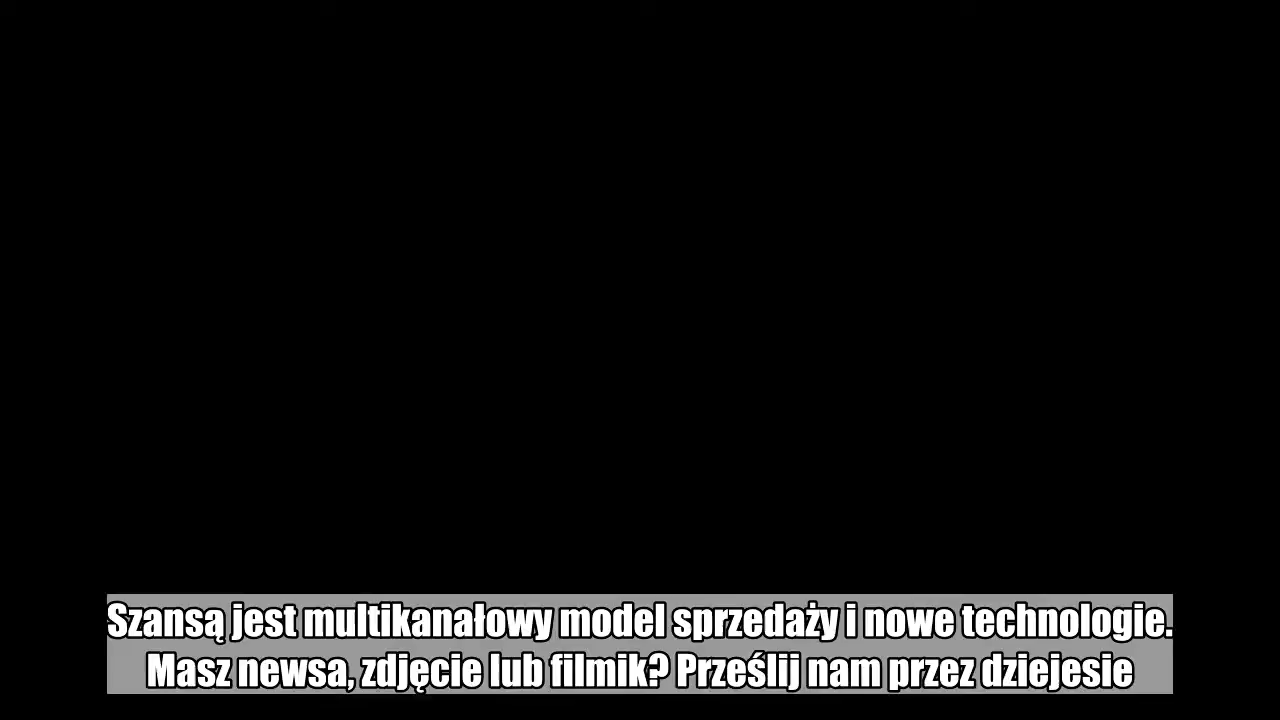 Szansą jest multikanałowy model sprzedaży i nowe technologie.
Masz newsa, zdjęcie lub filmik? Prześlij nam przez dziejesie